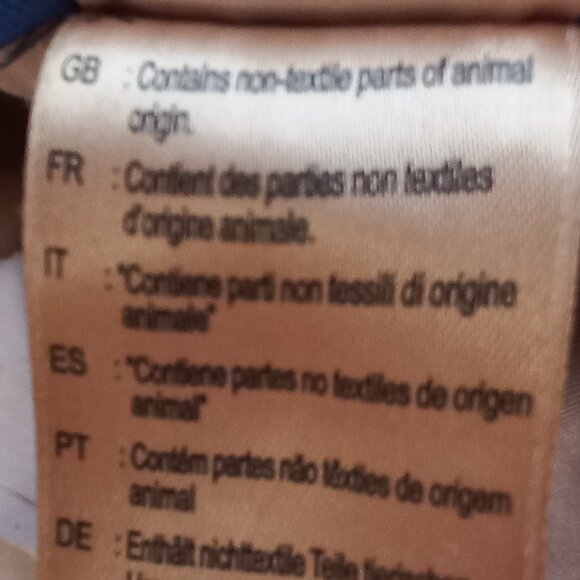 GB : Contains non-textile parts of animal
origin.
FR : Contient des parties non textiles
d'origine animale.
IT : "Contiene parti non tessili di origine
animale"
ES : "Contiene partes no textiles de origen
animal"
PT : Contém partes não têxties de origem
animal
DE : Enthält nichttextile Teile